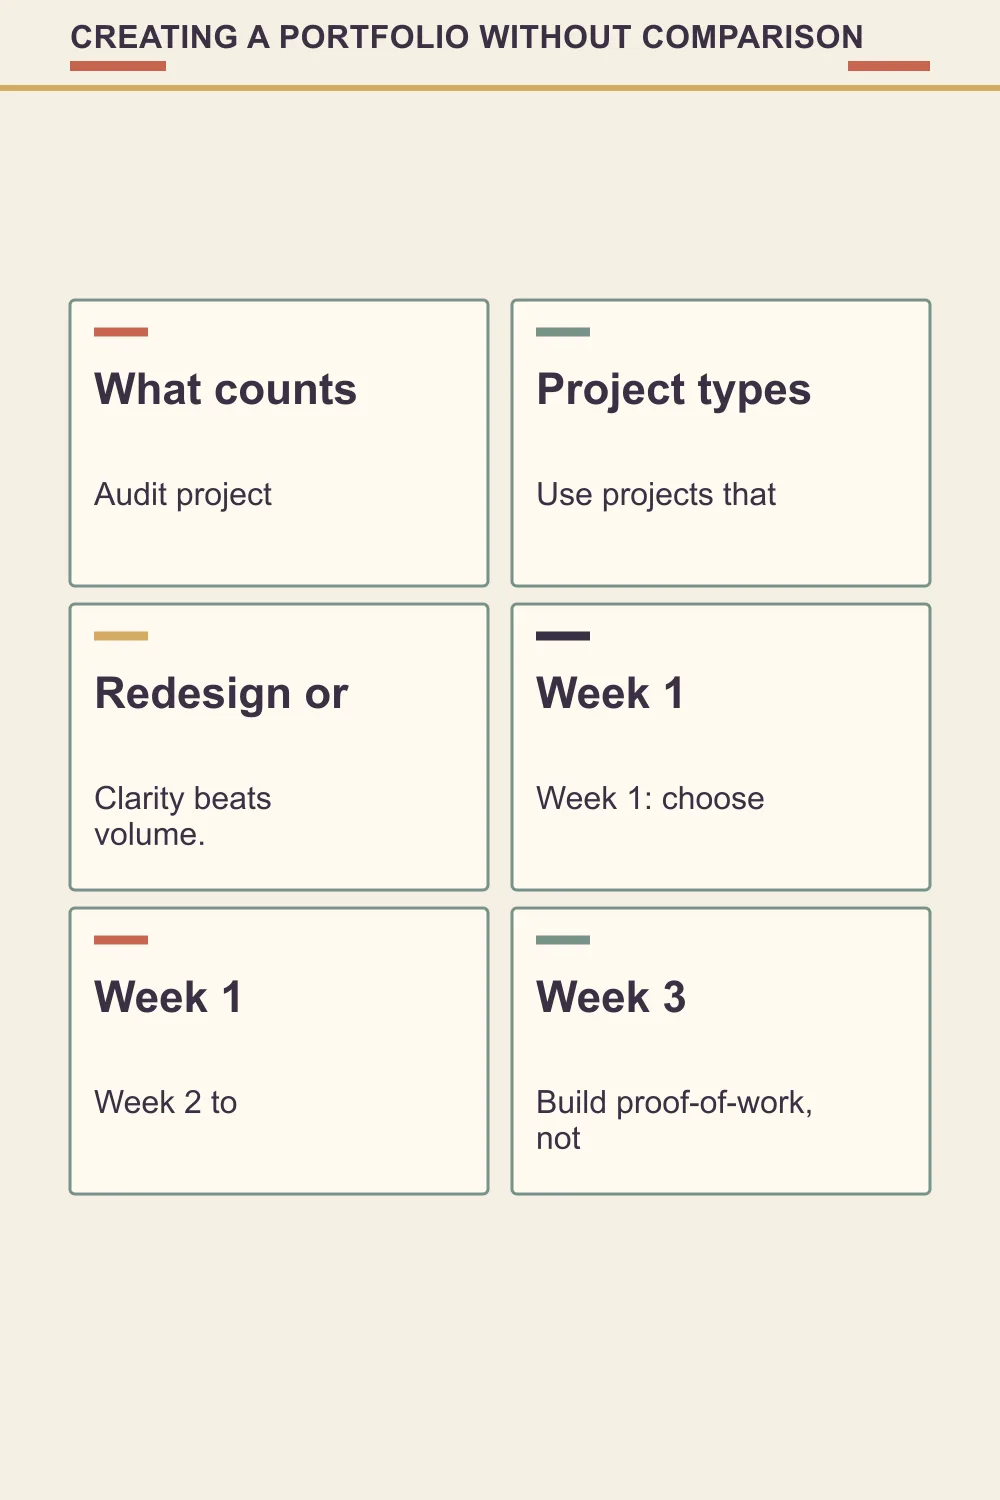 CREATING A PORTFOLIO WITHOUT COMPARISON
What counts
Audit project
Project types
Use projects that
Redesign or
Clarity beats
volume.
Week 1
Week 1: choose
Week 1
Week 2 to
Week 3
Build proof-of-work,
not